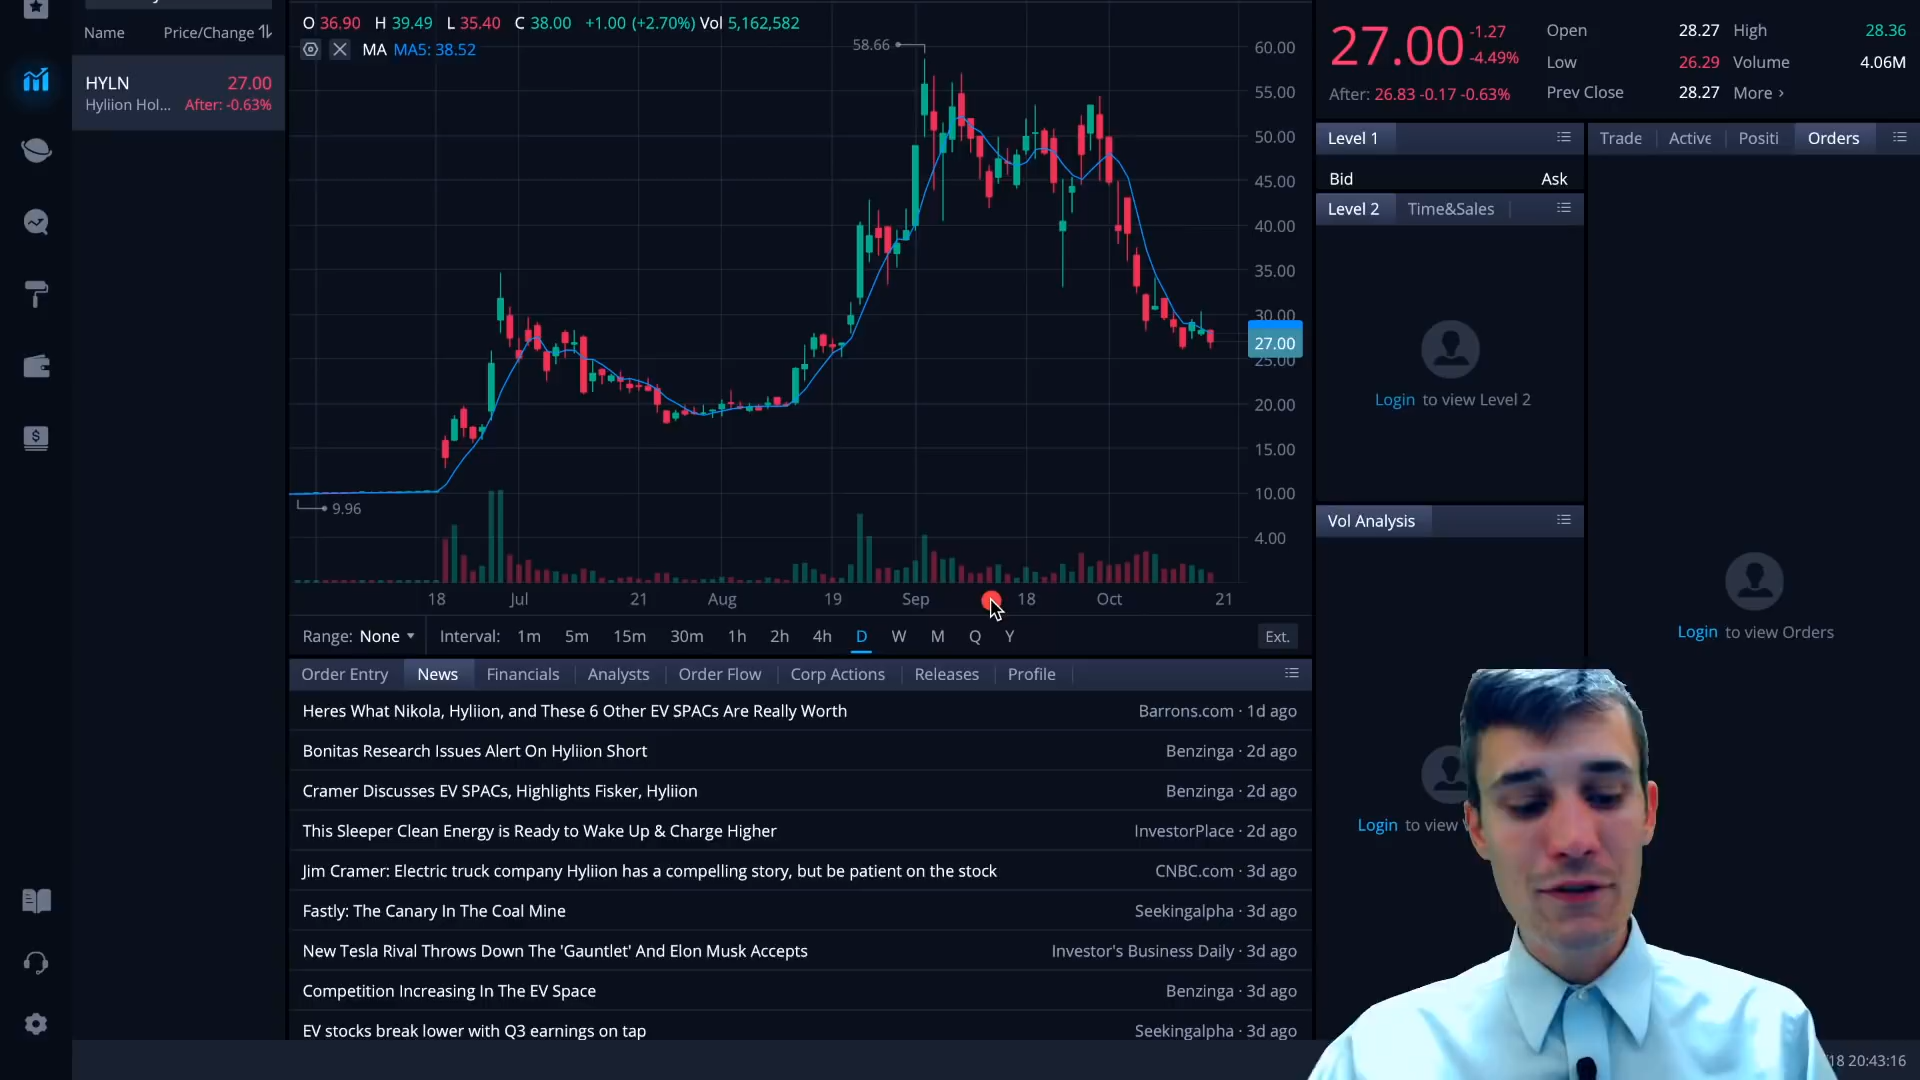 Name Price/Change
HYLN 27.00
Hyliion Hol... After: -0.63%
O 36.90 H 39.49 L 35.40 C 38.00 +1.00 (+2.70%) Vol 5,162,582
MA MA5: 38.52
58.66
9.96
60.00
55.00
50.00
45.00
40.00
35.00
30.00
27.00
25.00
20.00
15.00
10.00
4.00
18 Jul 21 Aug 19 Sep 18 Oct 21
Range: None Interval: 1m 5m 15m 30m 1h 2h 4h D W M Q Y Ext.
Order Entry News Financials Analysts Order Flow Corp Actions Releases Profile
Heres What Nikola, Hyliion, and These 6 Other EV SPACs Are Really Worth Barrons.com · 1d ago
Bonitas Research Issues Alert On Hyliion Short Benzinga · 2d ago
Cramer Discusses EV SPACs, Highlights Fisker, Hyliion Benzinga · 2d ago
This Sleeper Clean Energy is Ready to Wake Up & Charge Higher InvestorPlace · 2d ago
Jim Cramer: Electric truck company Hyliion has a compelling story, but be patient on the stock CNBC.com · 3d ago
Fastly: The Canary In The Coal Mine Seekingalpha · 3d ago
New Tesla Rival Throws Down The 'Gauntlet' And Elon Musk Accepts Investor's Business Daily · 3d ago
Competition Increasing In The EV Space Benzinga · 3d ago
EV stocks break lower with Q3 earnings on tap Seekingalpha · 3d ago
27.00 -1.27
-4.49%
After: 26.83 -0.17 -0.63%
Open 28.27 High 28.36
Low 26.29 Volume 4.06M
Prev Close 28.27 More ›
Level 1
Bid Ask
Level 2 Time&Sales
Login to view Level 2
Vol Analysis
Login to view
Trade Active Positi Orders
Login to view Orders
18 20:43:16